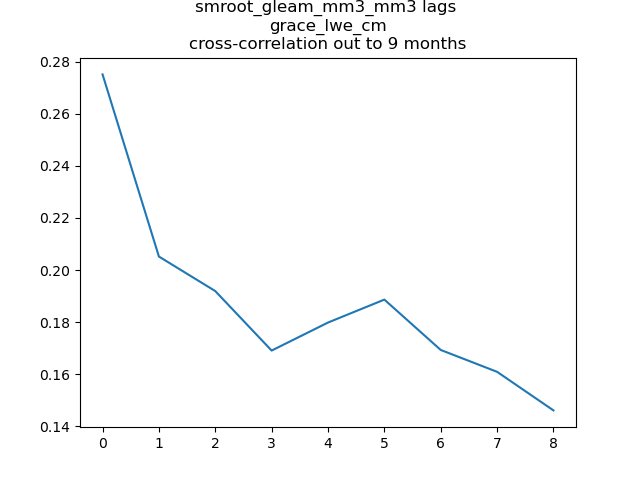 smroot_gleam_mm3_mm3 lags
grace_lwe_cm
cross-correlation out to 9 months
0.28
0.26
0.24
0.22
0.20
0.18
0.16
0.14
0 1 2 3 4 5 6 7 8